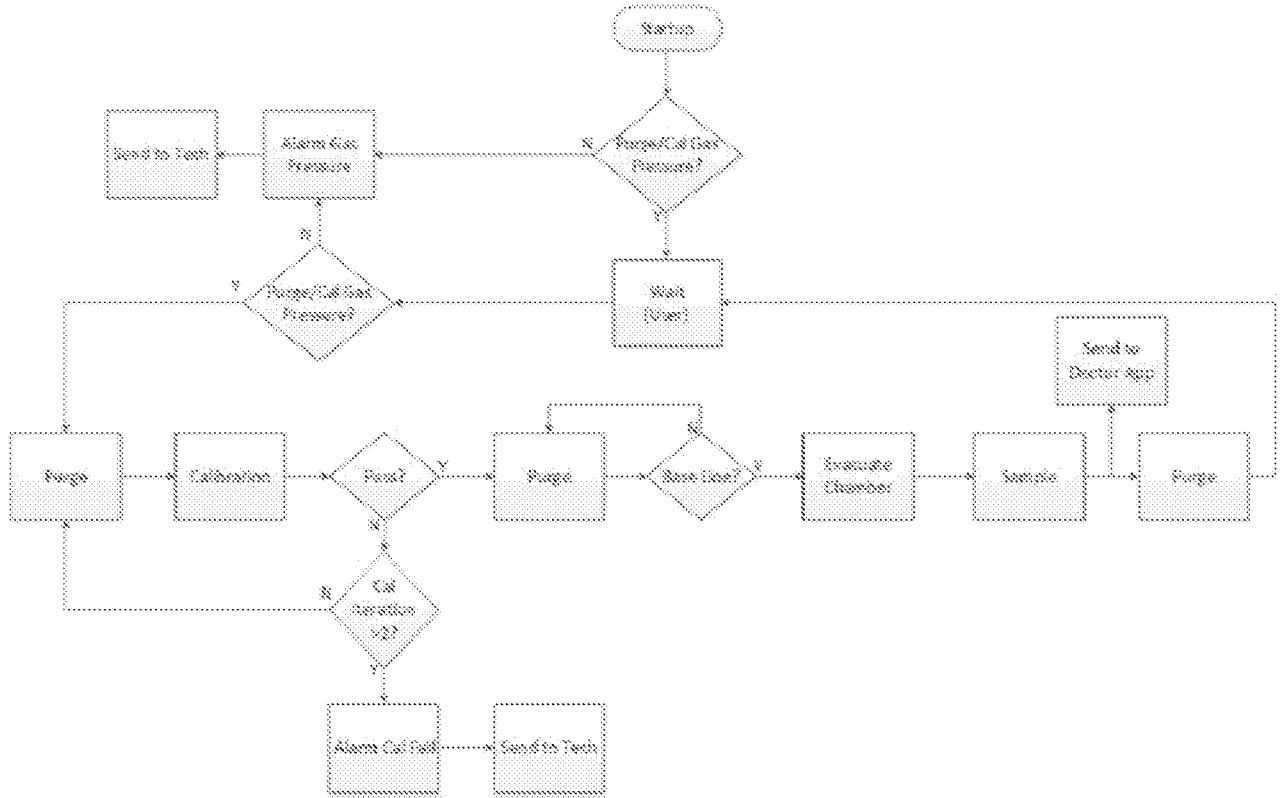 Startup
N
Purge/Cal Gas
Pressure?
Y
Alarm Gas
Pressure
Send to Tech
N
Y
Purge/Cal Gas
Pressure?
Wait
(User)
Send to
Doctor App
Purge
Calibration
Pass?
Y
N
Purge
N
Base Line?
Y
Evacuate
Chamber
Sample
Purge
N
Cal
Iteration
>2?
Y
Alarm Cal Fail
Send to Tech